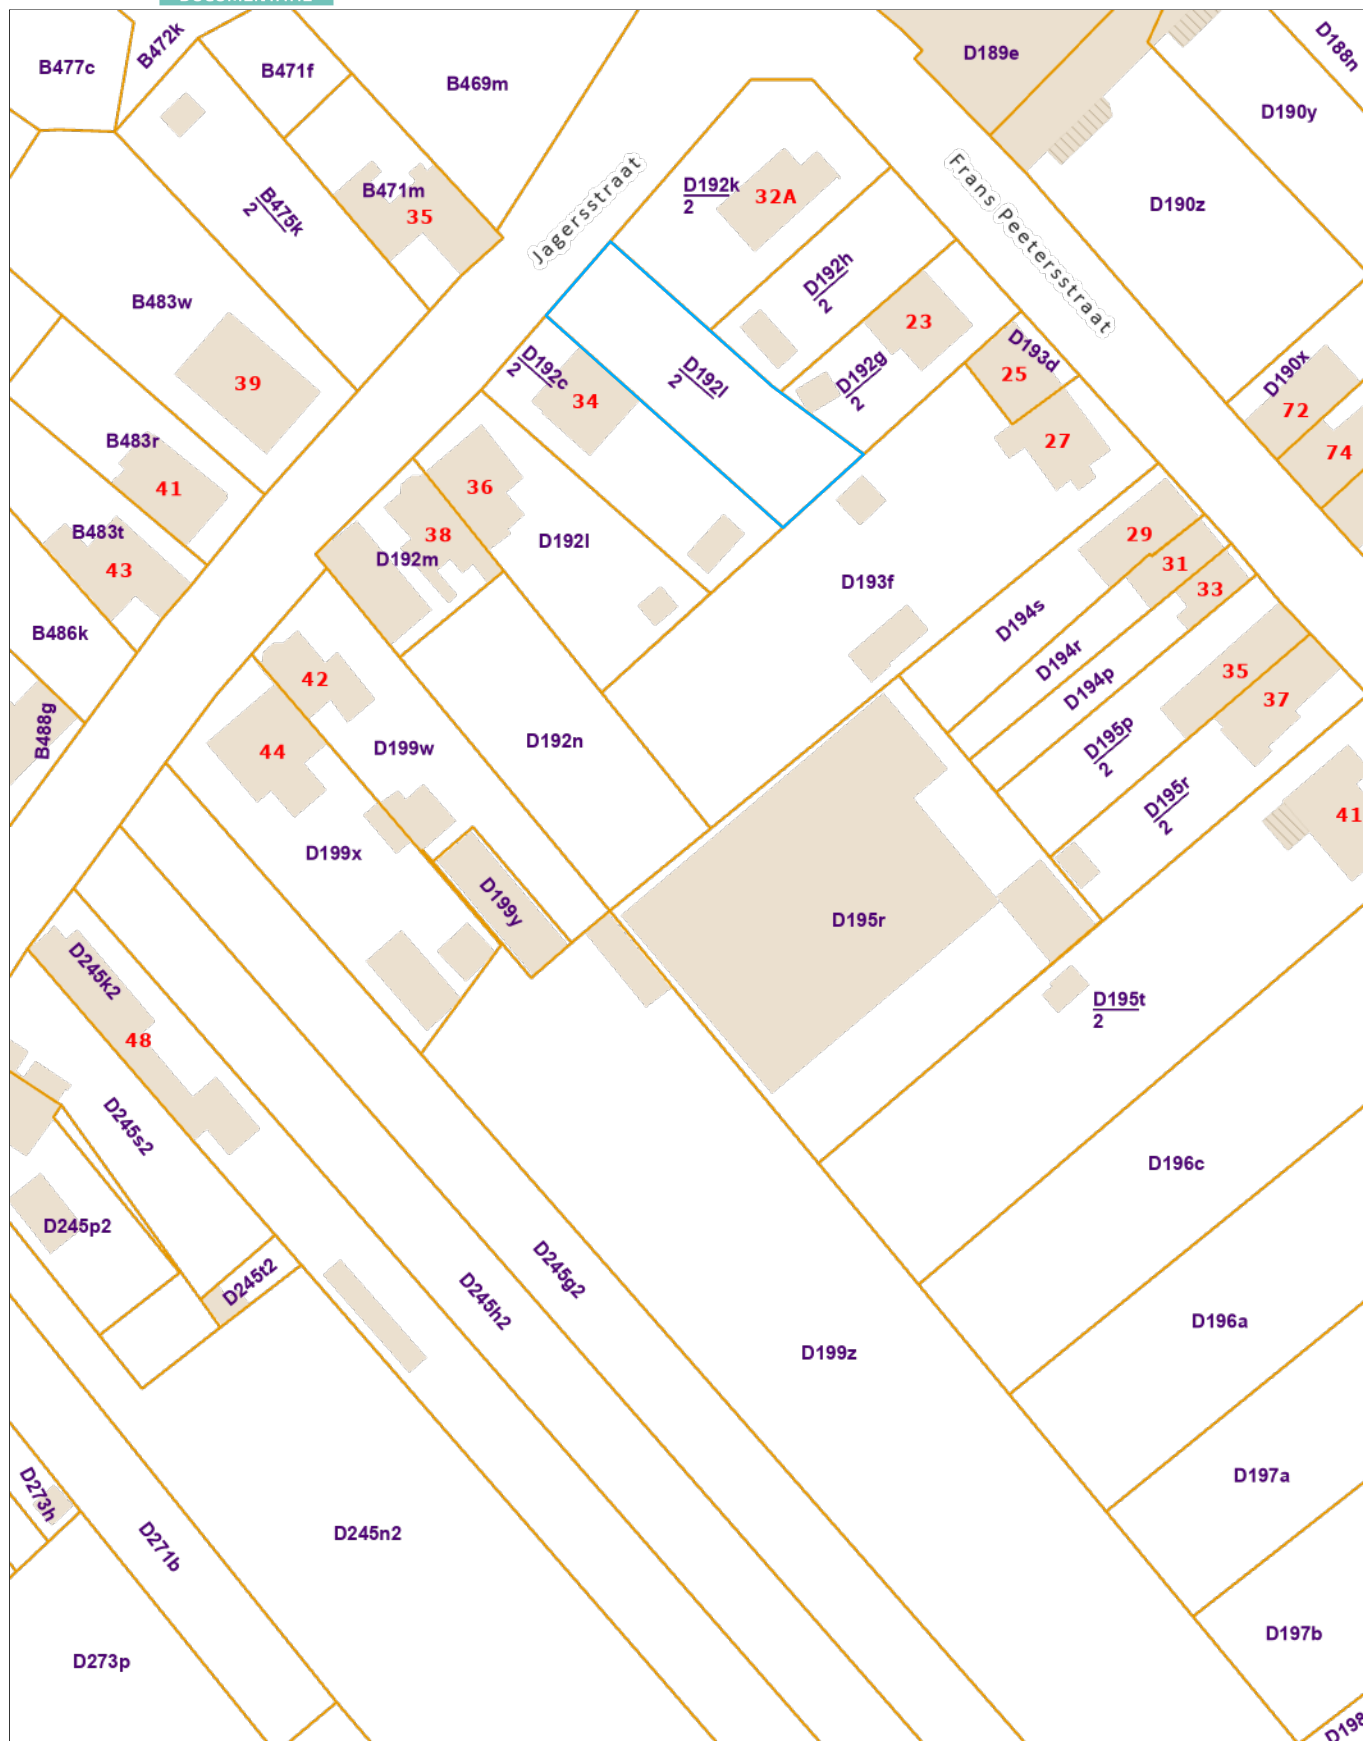 B477c
B472k
B471f
B469m
D189e
D188n
D190y
B471m
35
B475k
2
Jagersstraat
D192k
2
32A
Frans Peetersstraat
D190z
B483w
D192h
2
23
39
D192c
2
34
D192l
2
D192g
2
D193d
25
27
D190x
72
74
B483r
41
B483t
43
36
38
D192m
D192l
D193f
29
31
33
D194s
D194r
D194p
B486k
B488g
42
44
D199w
D192n
35
37
D195p
2
D195r
2
41
D199x
D199y
D195r
D245k2
48
D195t
2
D245s2
D196c
D245p2
D245t2
D245h2
D245g2
D199z
D196a
D197a
D273h
D271b
D245n2
D197b
D273p
D198